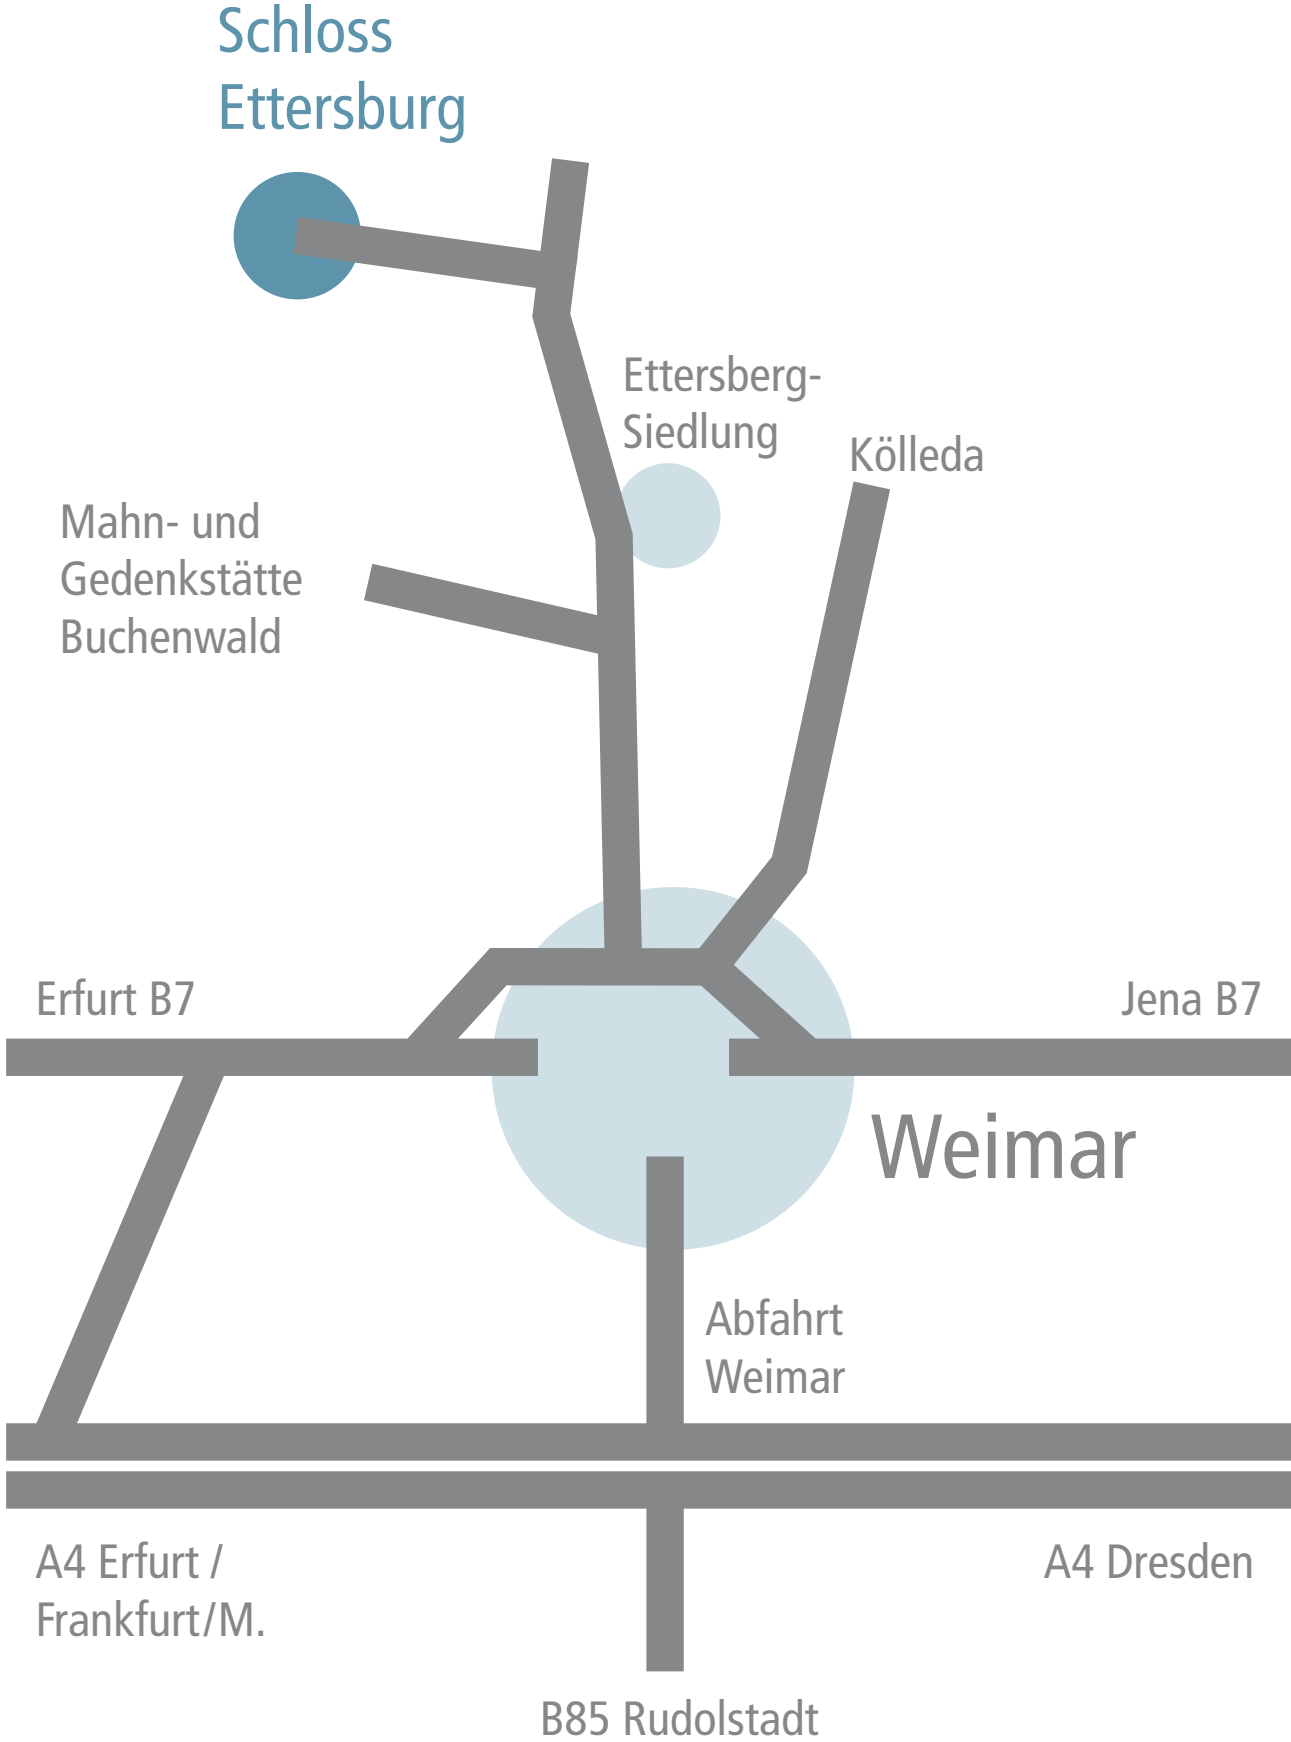 Schloss
Ettersburg
Ettersberg-
Siedlung
Kölleda
Mahn- und
Gedenkstätte
Buchenwald
Erfurt B7
Jena B7
Weimar
Abfahrt
Weimar
A4 Erfurt /
Frankfurt/M.
A4 Dresden
B85 Rudolstadt